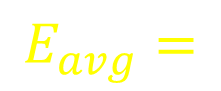 E_avg =